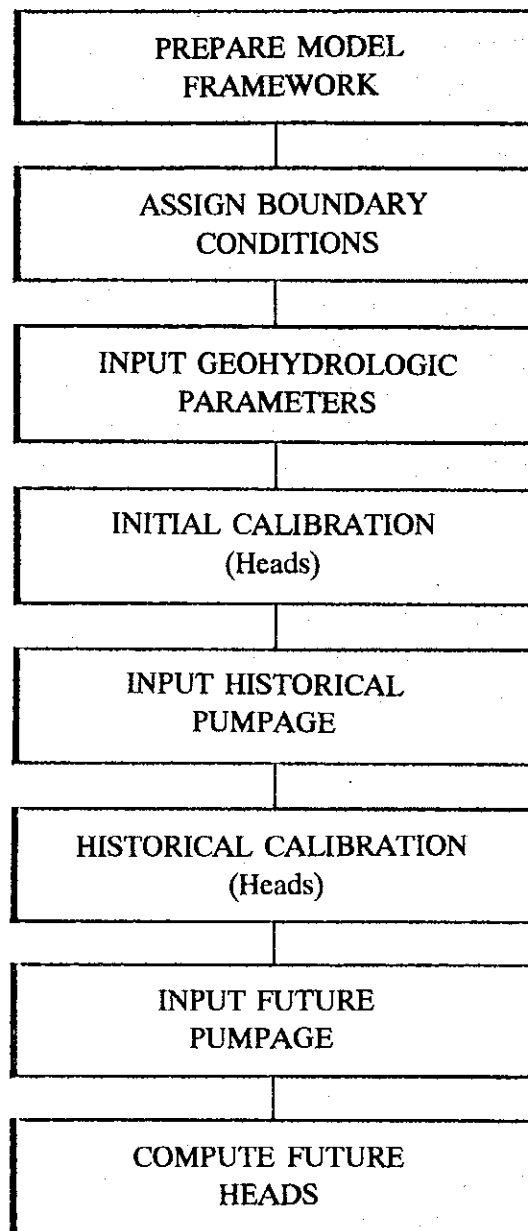 PREPARE MODEL
FRAMEWORK
ASSIGN BOUNDARY
CONDITIONS
INPUT GEOHYDROLOGIC
PARAMETERS
INITIAL CALIBRATION
(Heads)
INPUT HISTORICAL
PUMPAGE
HISTORICAL CALIBRATION
(Heads)
INPUT FUTURE
PUMPAGE
COMPUTE FUTURE
HEADS